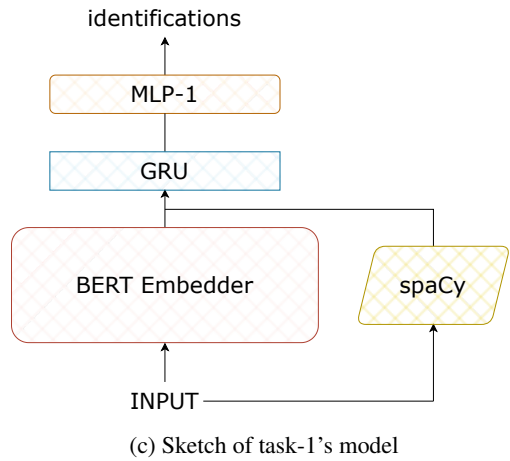 identifications
MLP-1
GRU
BERT Embedder
spaCy
INPUT
(c) Sketch of task-1's model